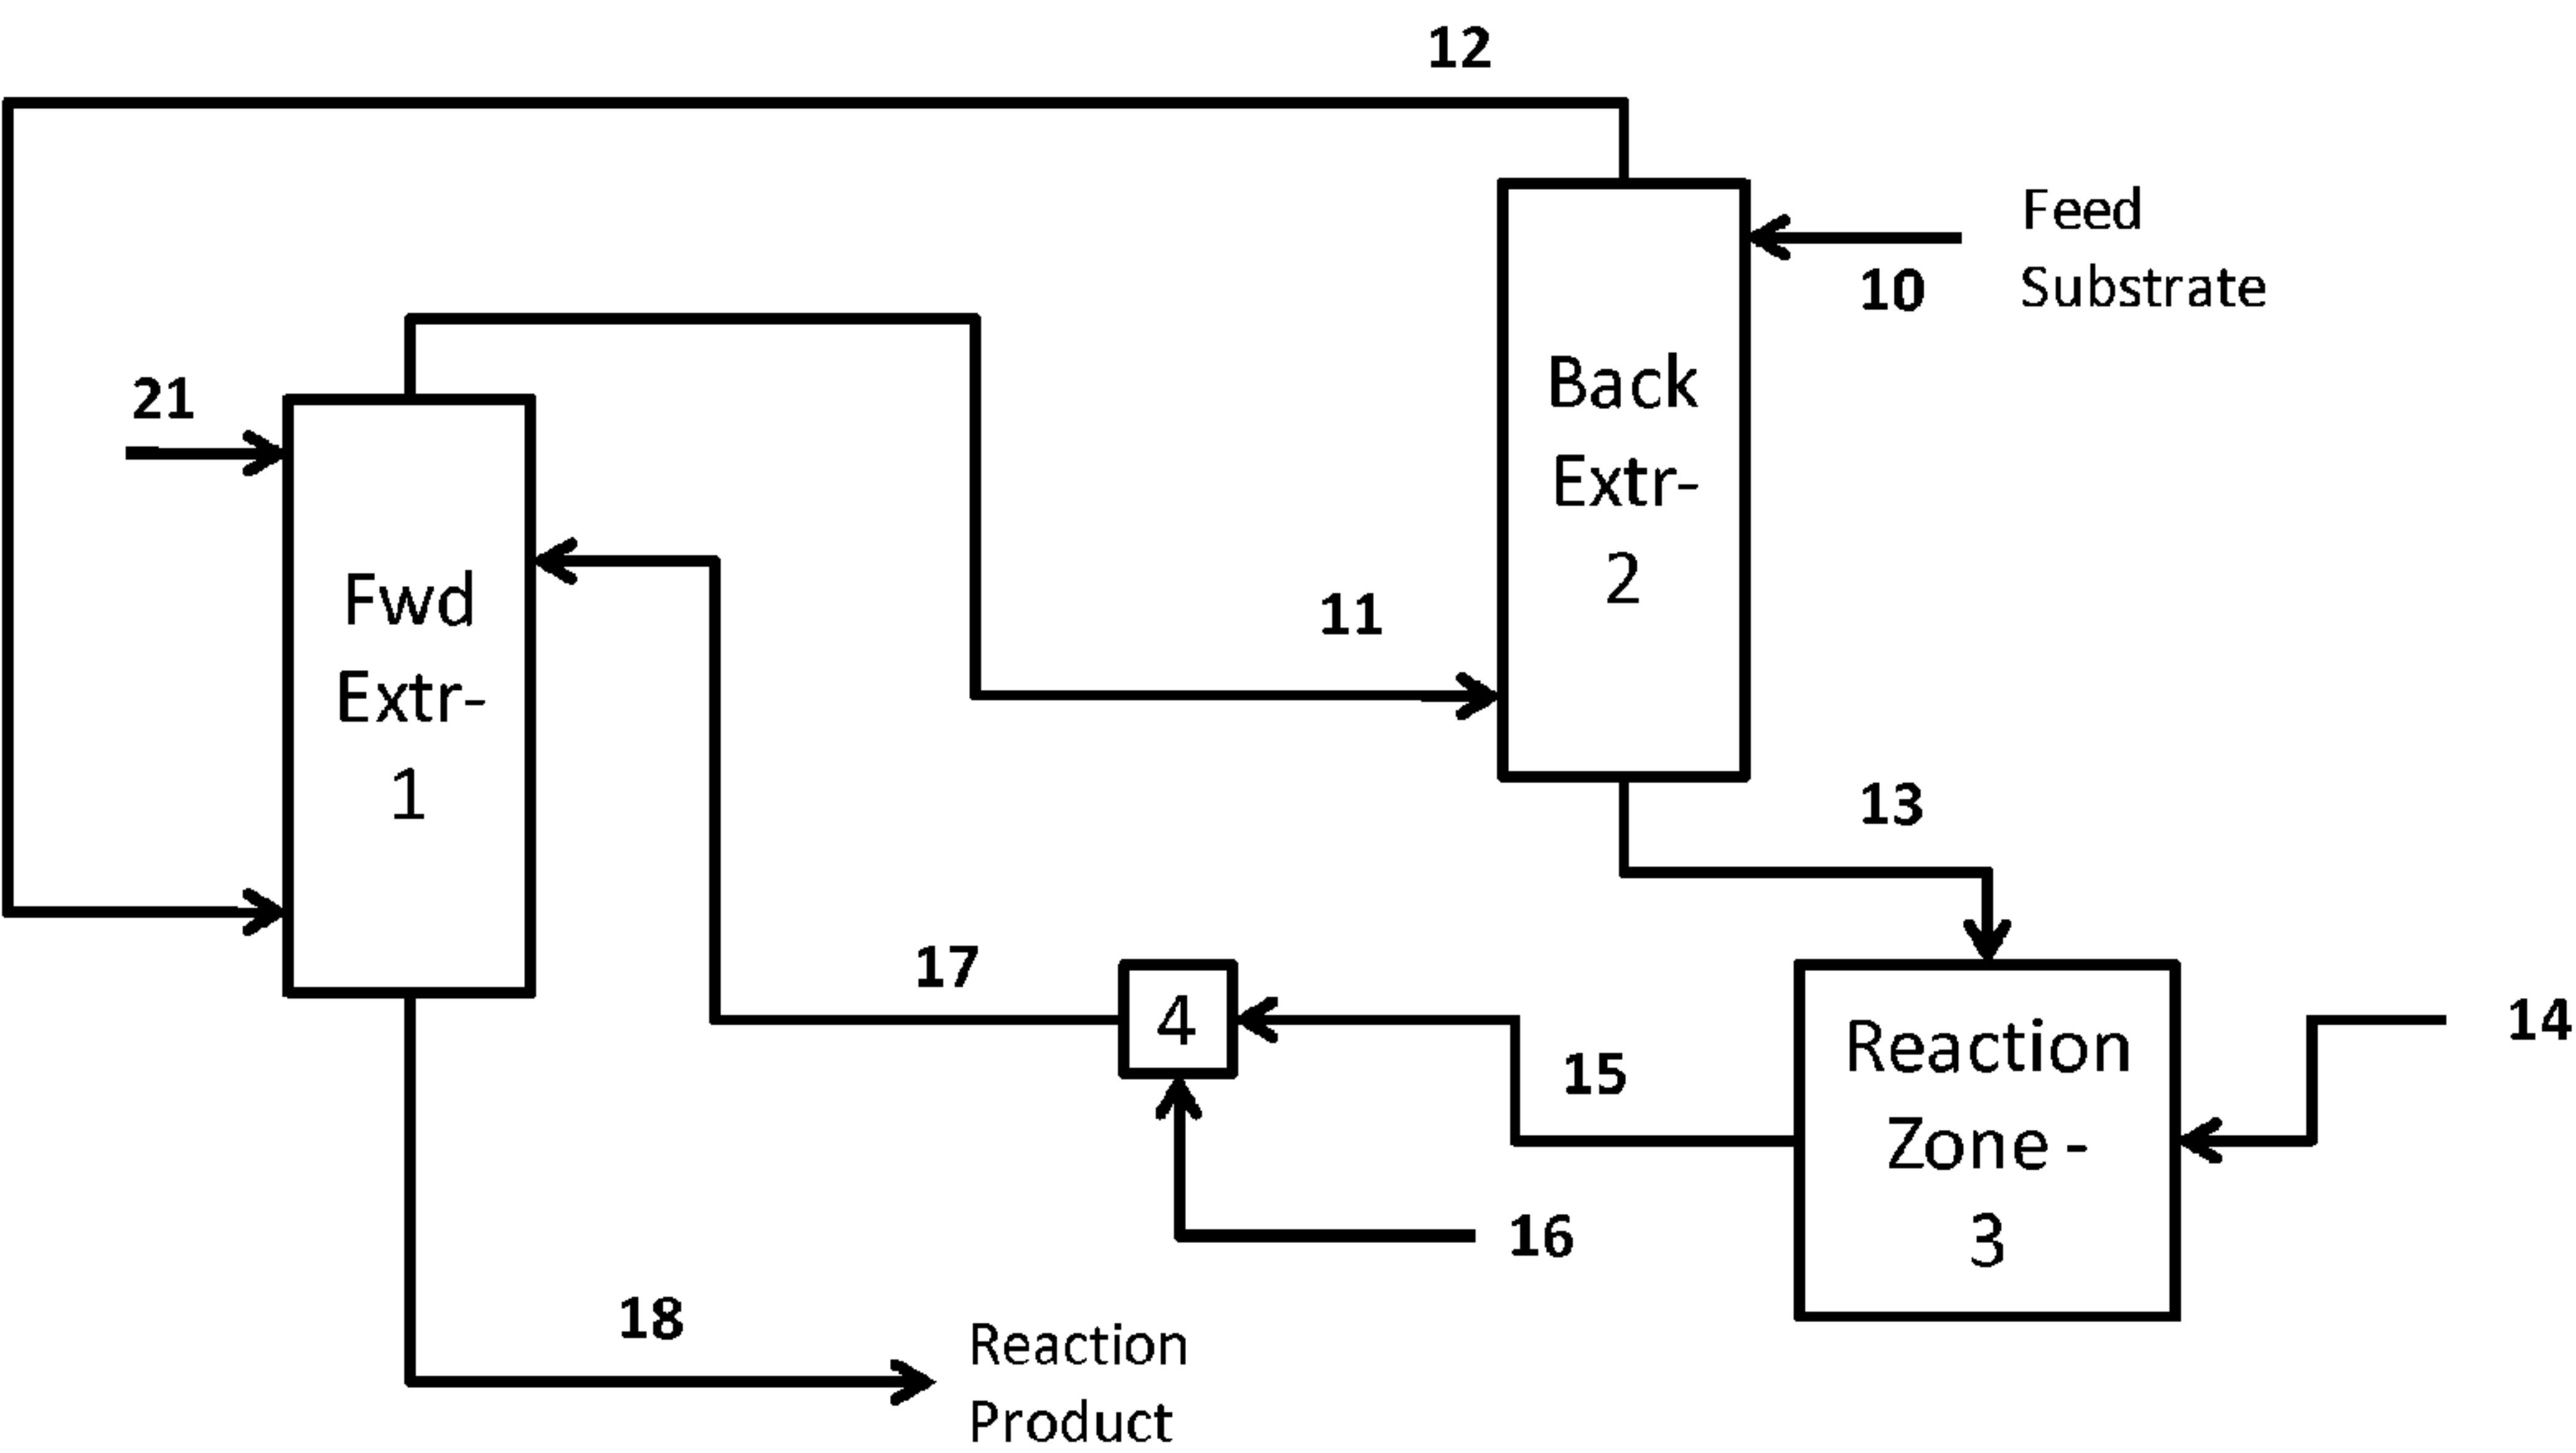 12
Feed
Substrate
10
21
Back
Extr-
2
Fwd
Extr-
1
11
13
17
4
15
14
Reaction
Zone -
3
16
18
Reaction
Product